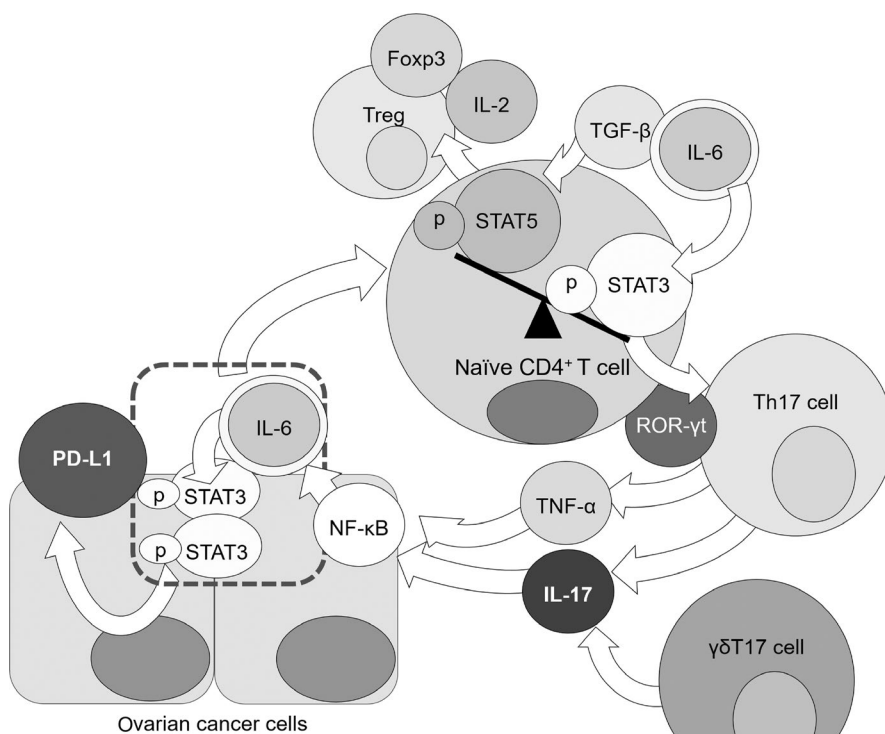 Foxp3
IL-2
Treg
TGF-β
IL-6
p
STAT5
p
STAT3
Naïve CD4⁺ T cell
Th17 cell
ROR-γt
IL-6
PD-L1
p
STAT3
TNF-α
NF-κB
p
STAT3
IL-17
γδT17 cell
Ovarian cancer cells